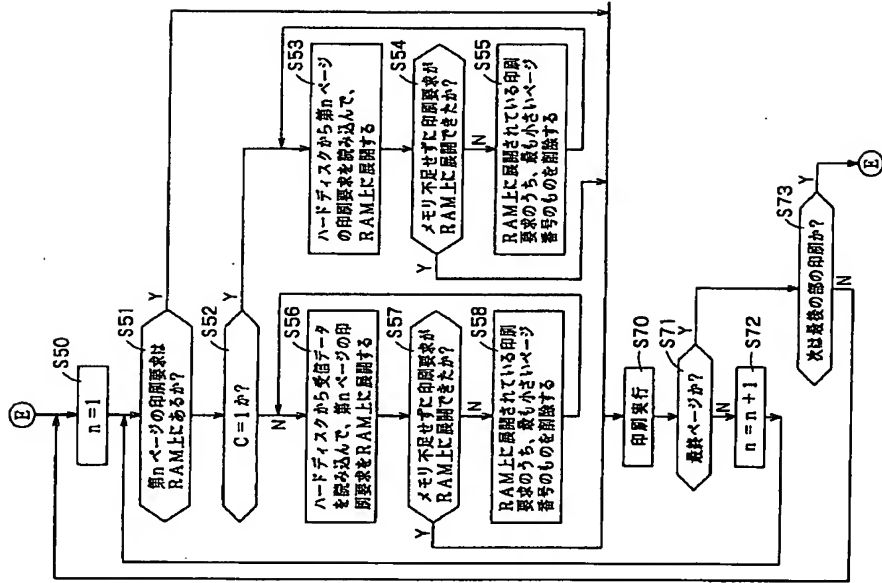 E
S50
n=1
S51
第nページの印刷要求は
RAM上にあるか?
Y
S52
C=1か?
Y
N
S53
ハードディスクから第nページ
の印刷要求を読み込んで、
RAM上に展開する
S54
メモリ不足せずに印刷要求が
RAM上に展開できたか?
Y
N
S55
RAM上に展開されている印刷
要求のうち、最も小さいページ
番号のものを削除する
S56
ハードディスクから受信データ
を読み込んで、第nページの印
刷要求をRAM上に展開する
S57
メモリ不足せずに印刷要求が
RAM上に展開できたか?
Y
N
S58
RAM上に展開されている印刷
要求のうち、最も小さいページ
番号のものを削除する
S70
印刷実行
S71
最終ページか?
Y
N
S72
n=n+1
S73
次は最後の部の印刷か?
Y
N
E